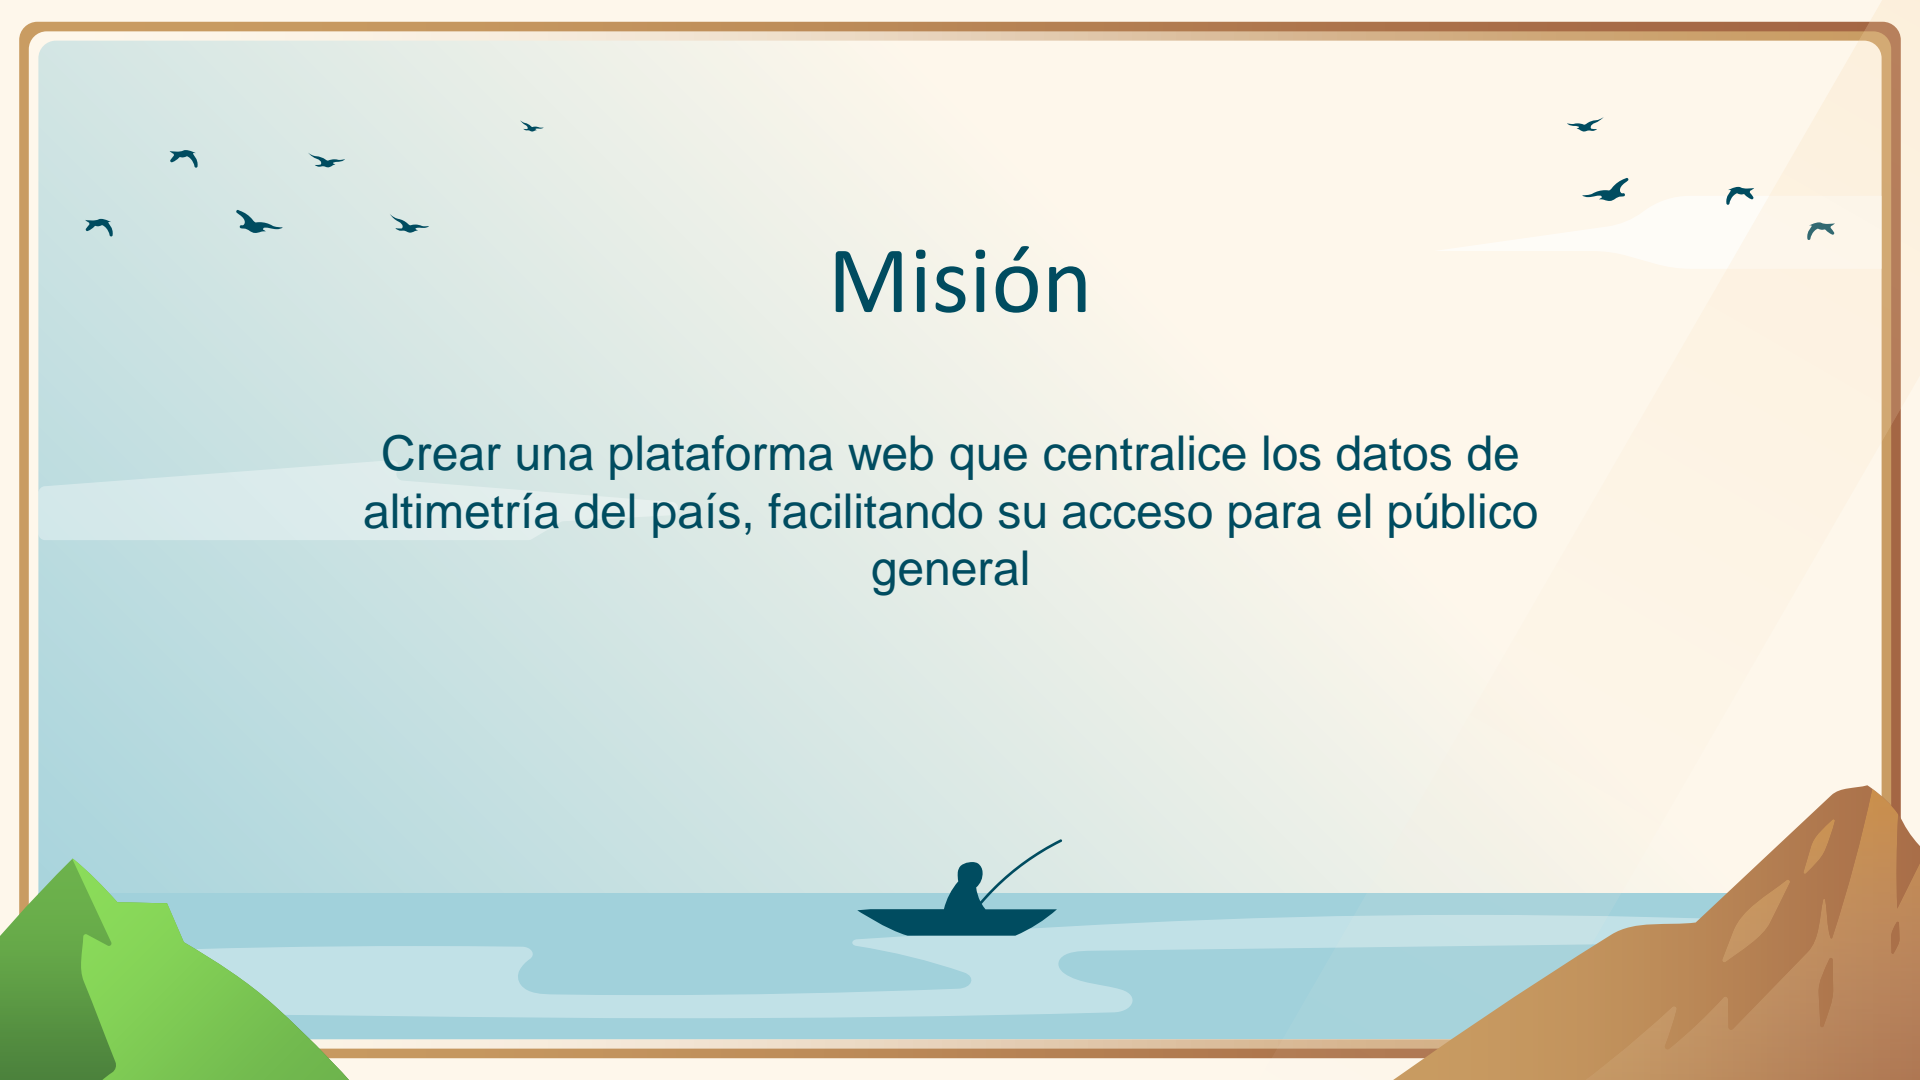 Misión
Crear una plataforma web que centralice los datos de
altimetría del país, facilitando su acceso para el público
general